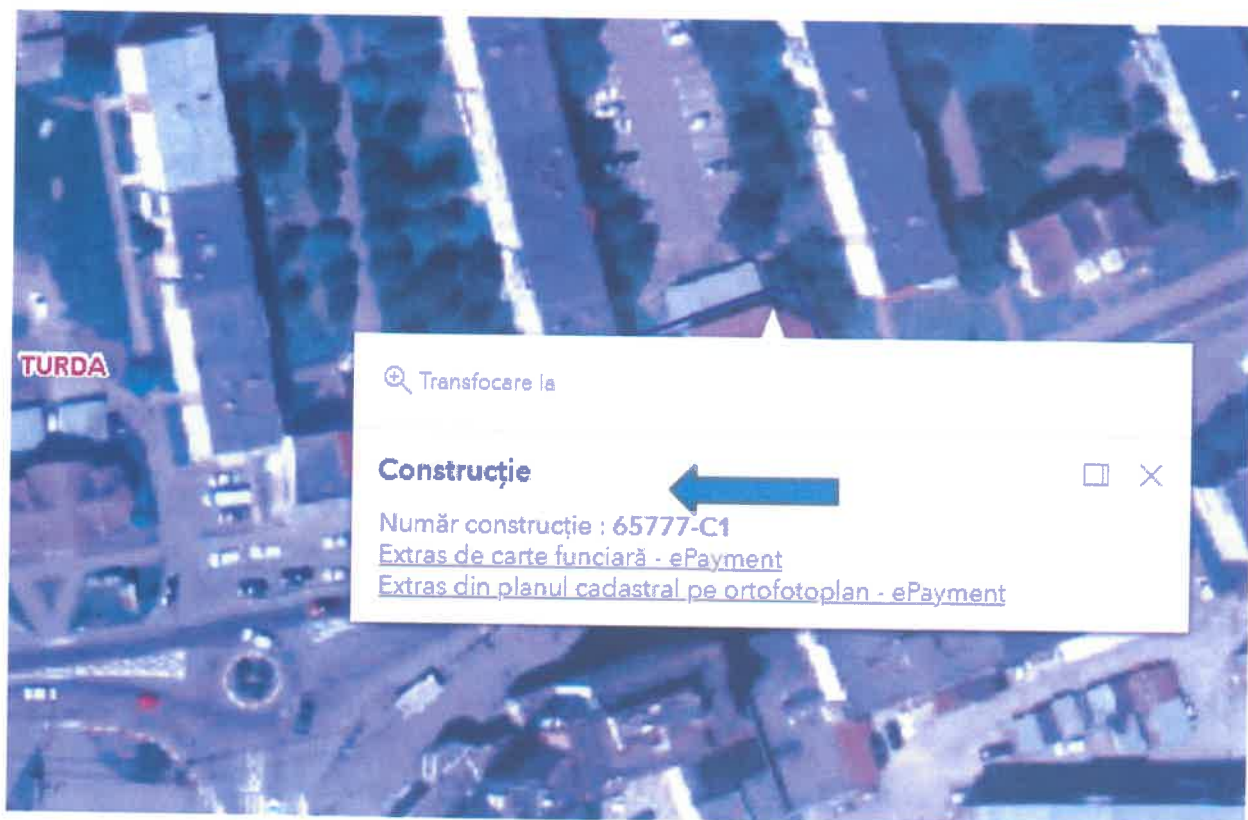 TURDA
Transfocare la
Construcție
Număr construcție : 65777-C1
Extras de carte funciară - ePayment
Extras din planul cadastral pe ortofotoplan - ePayment